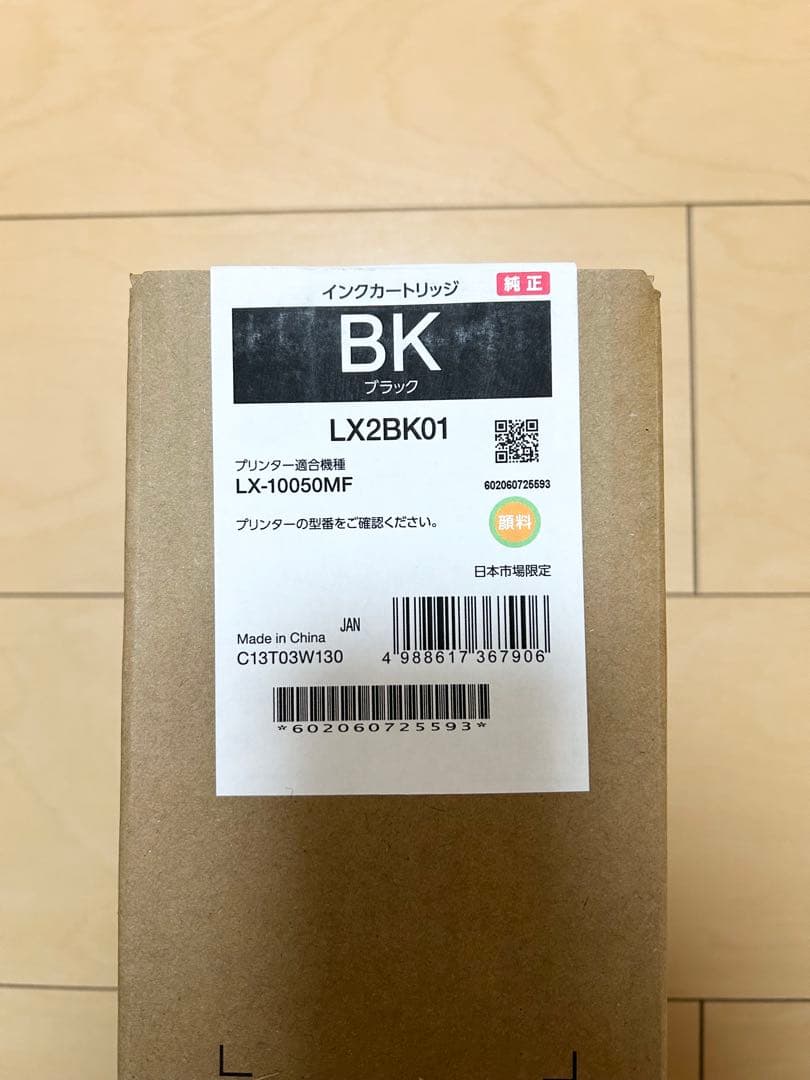 インクカートリッジ
純正
BK
ブラック
LX2BK01
プリンター適合機種
LX-10050MF
602060725593
プリンターの型番をご確認ください。
顔料
日本市場限定
JAN
Made in China
C13T03W130
4 988617 367906
*602060725593*